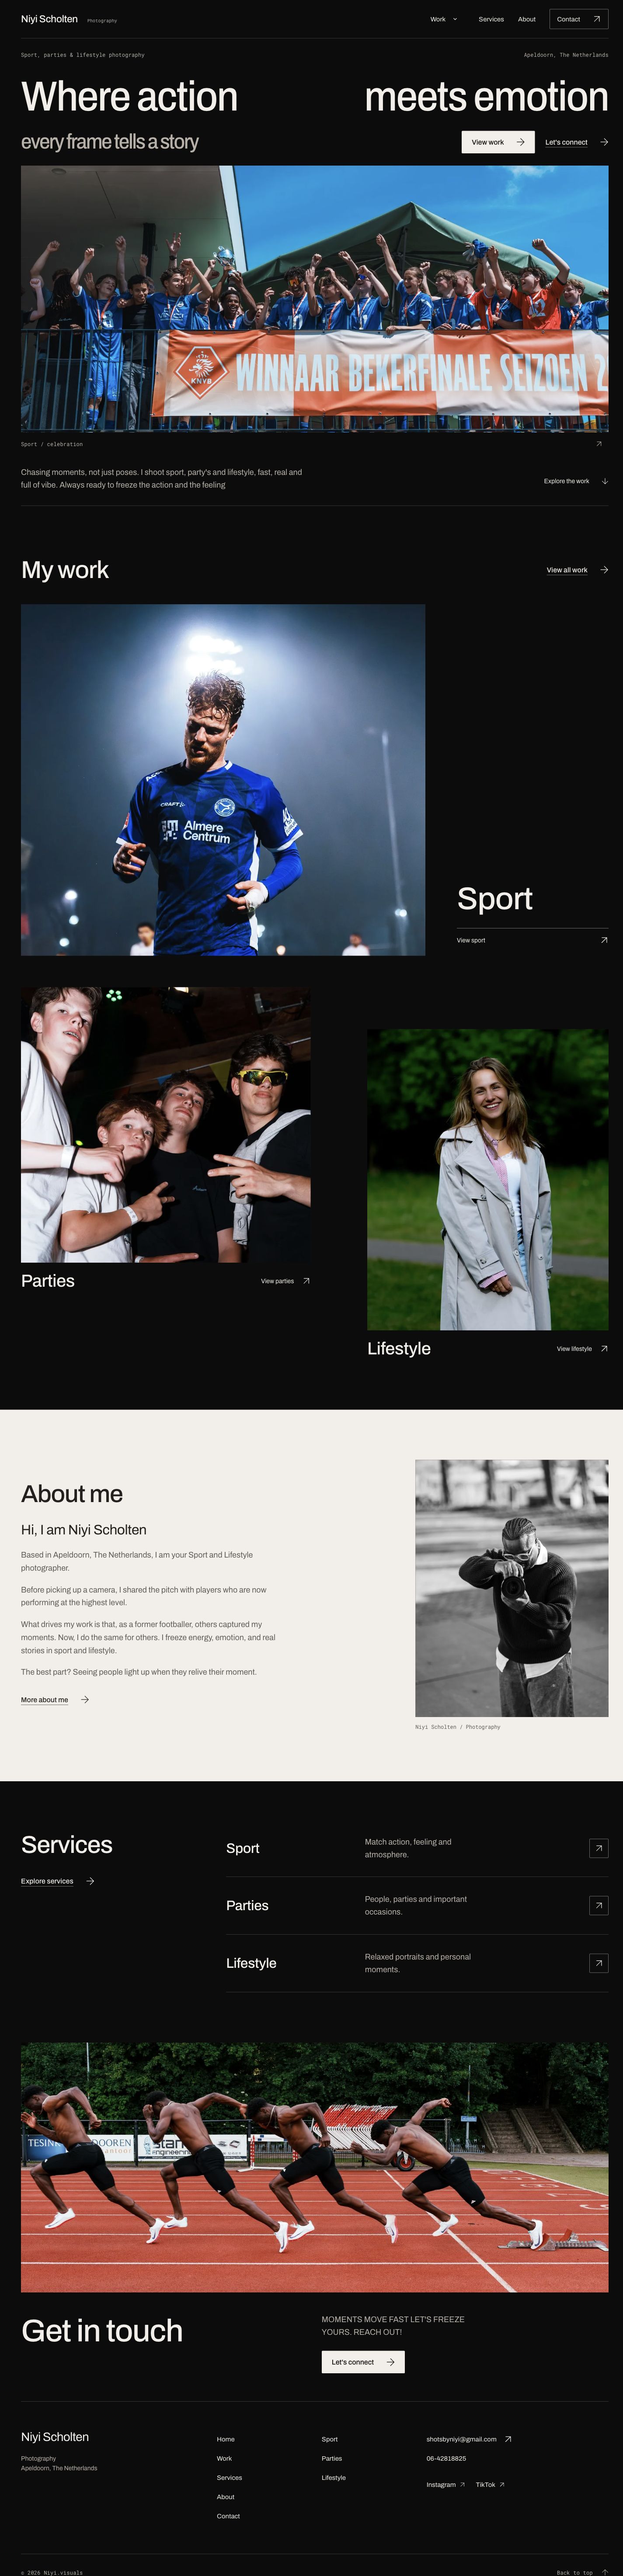 Niyi Scholten Photography Work Services About Contact
Sport, parties & lifestyle photography Apeldoorn, The Netherlands
Where action meets emotion
every frame tells a story View work Let's connect
KNVB WINNAAR BEKERFINALE SEIZOEN 2
Sport / celebration
Chasing moments, not just poses. I shoot sport, party's and lifestyle, fast, real and
full of vibe. Always ready to freeze the action and the feeling
Explore the work
My work View all work
CRAFT
Almere
Centrum
Sport
View sport
Parties View parties
Lifestyle View lifestyle
About me
Hi, I am Niyi Scholten
Based in Apeldoorn, The Netherlands, I am your Sport and Lifestyle
photographer.
Before picking up a camera, I shared the pitch with players who are now
performing at the highest level.
What drives my work is that, as a former footballer, others captured my
moments. Now, I do the same for others. I freeze energy, emotion, and real
stories in sport and lifestyle.
The best part? Seeing people light up when they relive their moment.
More about me
Niyi Scholten / Photography
Services
Explore services
Sport
Match action, feeling and
atmosphere.
Parties
People, parties and important
occasions.
Lifestyle
Relaxed portraits and personal
moments.
Get in touch
MOMENTS MOVE FAST LET'S FREEZE
YOURS. REACH OUT!
Let's connect
Niyi Scholten
Photography
Apeldoorn, The Netherlands
Home
Work
Services
About
Contact
Sport
Parties
Lifestyle
shotsbyniyi@gmail.com
06-42818825
Instagram TikTok
© 2026 Niyi.visuals Back to top